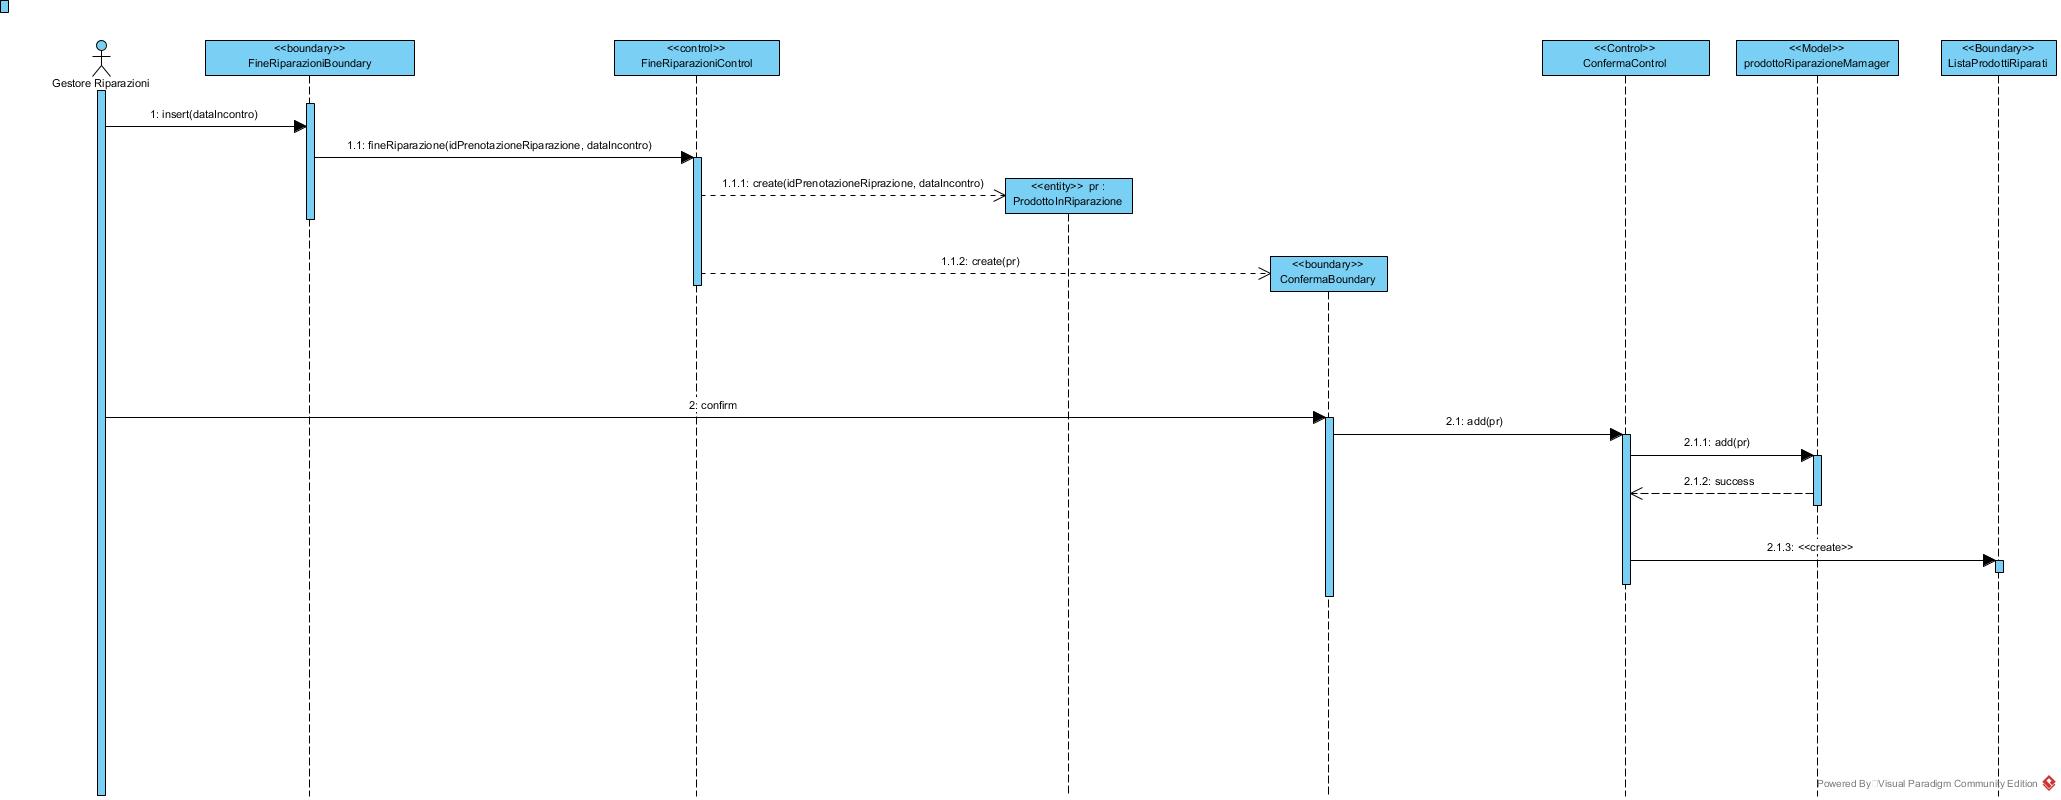 <<boundary>>
FineRiparazioniBoundary
<<control>>
FineRiparazioniControl
<<Control>>
ConfermaControl
<<Model>>
prodottoRiparazioneMamager
<<Boundary>>
ListaProdottiRiparati
Gestore Riparazioni
1: insert(dataIncontro)
1.1: fineRiparazione(idPrenotazioneRiparazione, dataIncontro)
1.1.1: create(idPrenotazioneRiprazione, dataIncontro)
<<entity>> pr :
ProdottoInRiparazione
1.1.2: create(pr)
<<boundary>>
ConfermaBoundary
2: confirm
2.1: add(pr)
2.1.1: add(pr)
2.1.2: success
2.1.3: <<create>>
Powered By Visual Paradigm Community Edition